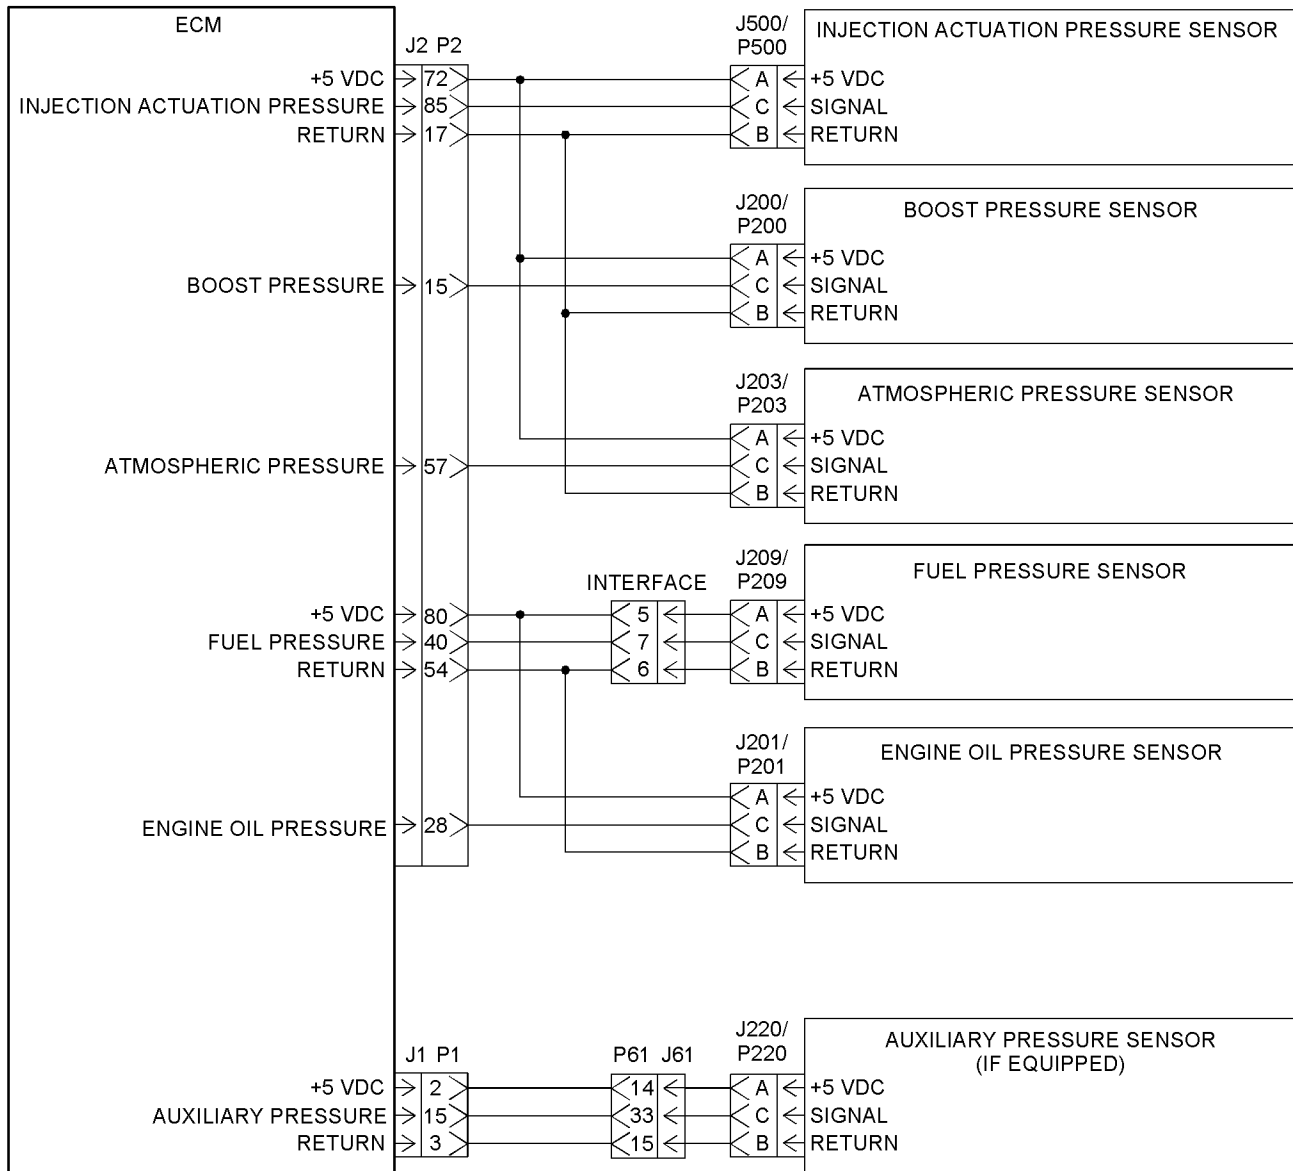 ECM
J2 P2
+5 VDC 72
INJECTION ACTUATION PRESSURE 85
RETURN 17
J500/
P500
INJECTION ACTUATION PRESSURE SENSOR
A +5 VDC
C SIGNAL
B RETURN
BOOST PRESSURE 15
J200/
P200
BOOST PRESSURE SENSOR
A +5 VDC
C SIGNAL
B RETURN
ATMOSPHERIC PRESSURE 57
J203/
P203
ATMOSPHERIC PRESSURE SENSOR
A +5 VDC
C SIGNAL
B RETURN
+5 VDC 80
FUEL PRESSURE 40
RETURN 54
INTERFACE
5
7
6
J209/
P209
FUEL PRESSURE SENSOR
A +5 VDC
C SIGNAL
B RETURN
ENGINE OIL PRESSURE 28
J201/
P201
ENGINE OIL PRESSURE SENSOR
A +5 VDC
C SIGNAL
B RETURN
J1 P1
+5 VDC 2
AUXILIARY PRESSURE 15
RETURN 3
P61 J61
14
33
15
J220/
P220
AUXILIARY PRESSURE SENSOR
(IF EQUIPPED)
A +5 VDC
C SIGNAL
B RETURN